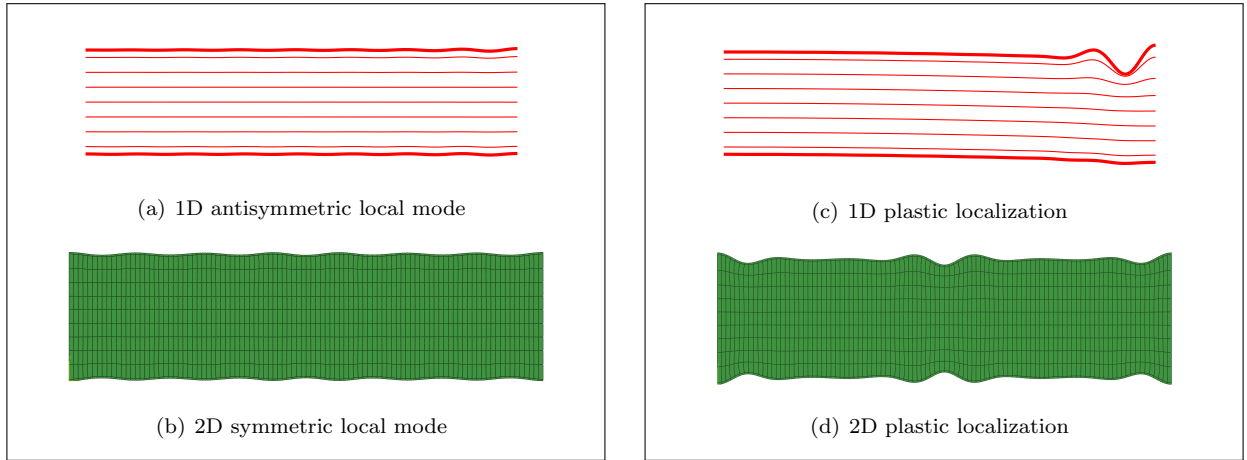 (a) 1D antisymmetric local mode
(b) 2D symmetric local mode
(c) 1D plastic localization
(d) 2D plastic localization